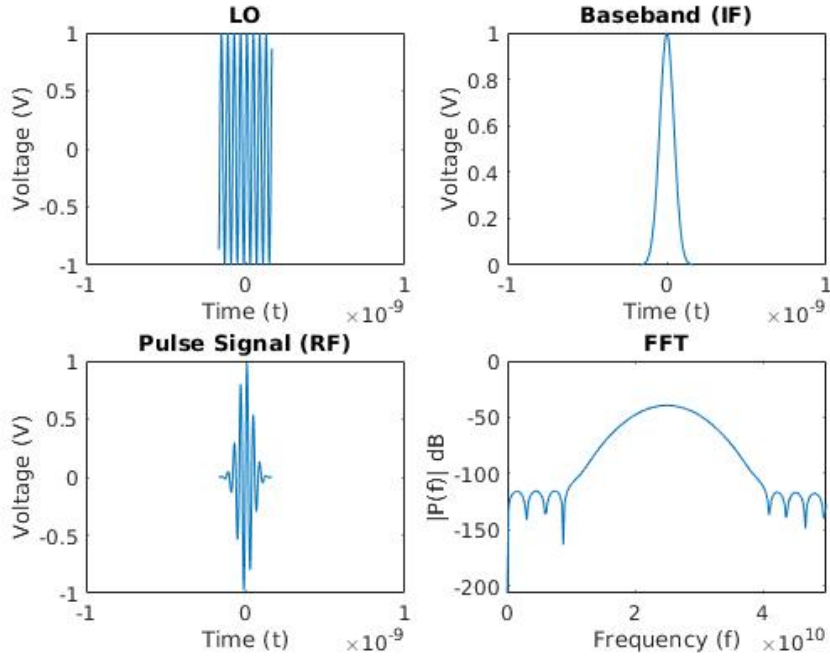 LO
Voltage (V)
1
0.5
0
-0.5
-1
-1 0 1
Time (t) ×10-9
Baseband (IF)
Voltage (V)
1
0.8
0.6
0.4
0.2
0
-1 0 1
Time (t) ×10-9
Pulse Signal (RF)
Voltage (V)
1
0.5
0
-0.5
-1
-1 0 1
Time (t) ×10-9
FFT
|P(f)| dB
0
-50
-100
-150
-200
0 2 4
Frequency (f) ×1010